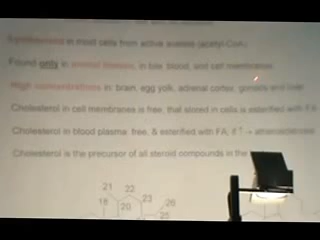 Synthesized in most cells from active acetate (acetyl-CoA)
Found only in animal tissues, in bile, blood, and cell membranes
High concentrations in: brain, egg yolk, adrenal cortex, gonads and liver
Cholesterol in cell membranes is free, that stored in cells is esterified with FA
Cholesterol in blood plasma: free, & esterified with FA; if ↑ →
Cholesterol is the precursor of all steroid compounds in the
21 22
18 20 23 26
25